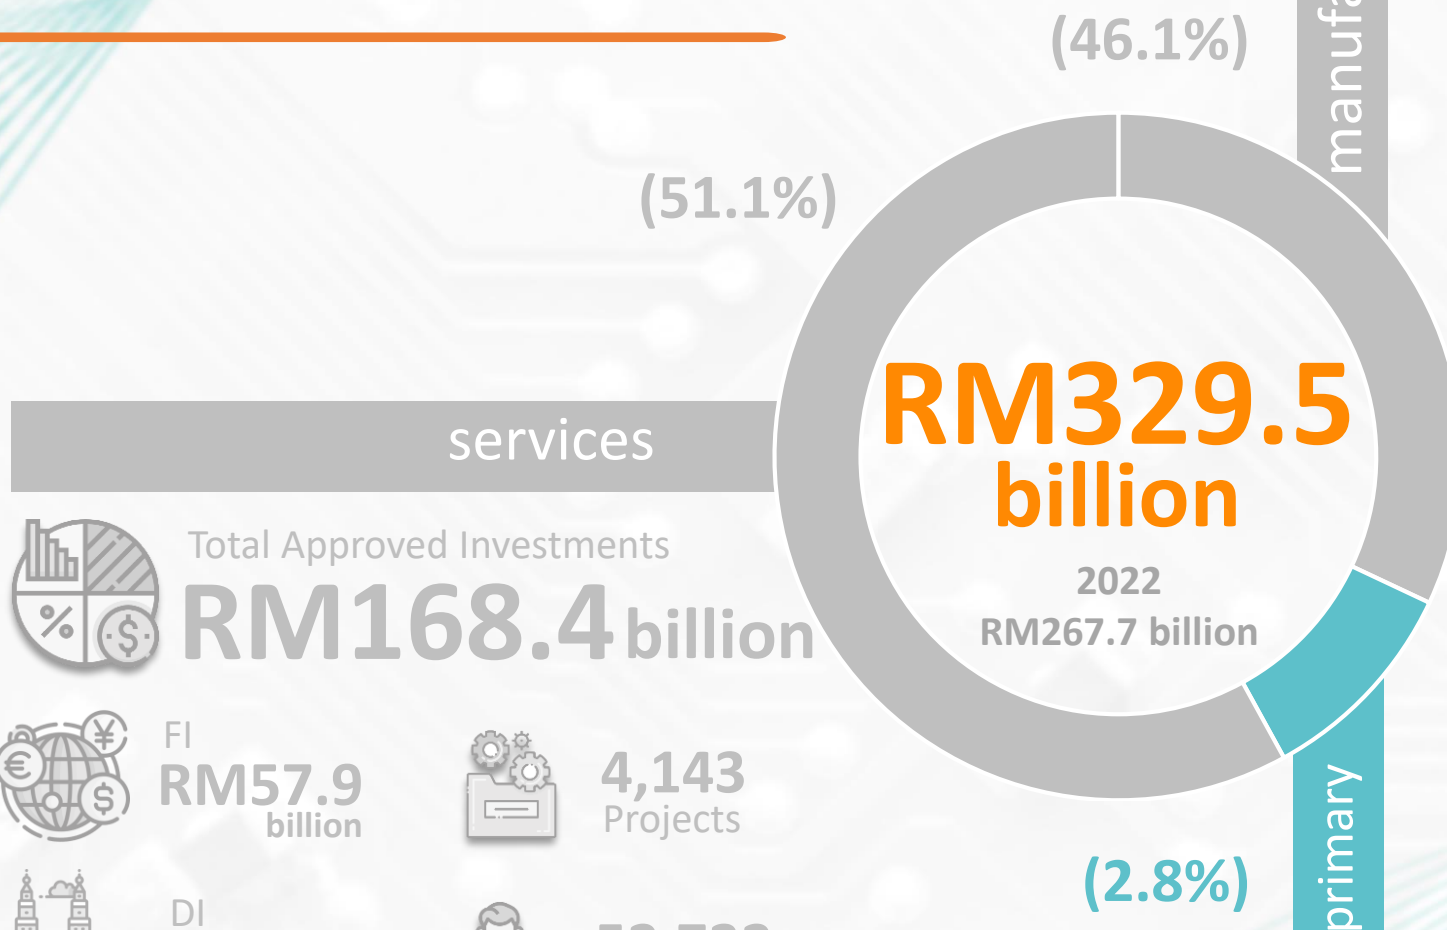 (46.1%)
(51.1%)
RM329.5
billion
2022
RM267.7 billion
services
Total Approved Investments
RM168.4 billion
FI
RM57.9
billion
4,143
Projects
(2.8%)
primary
DI